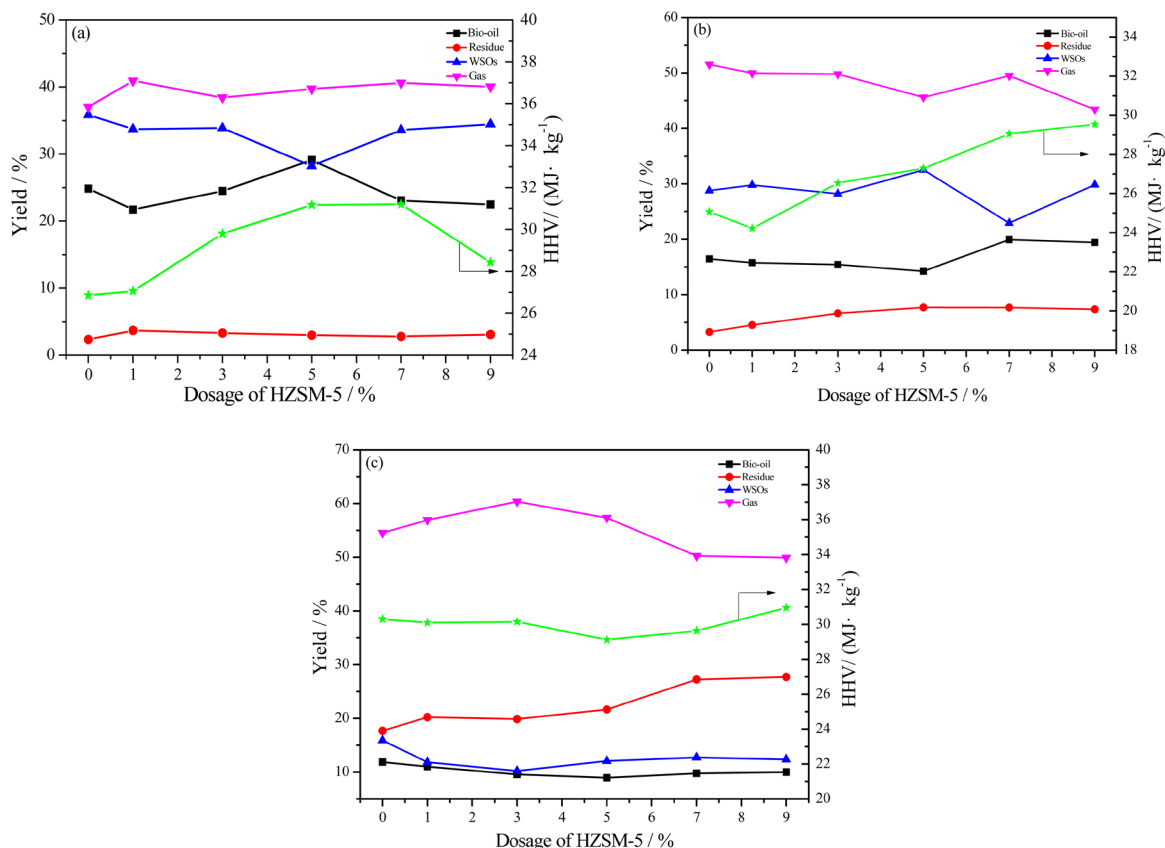 (a)
Bio-oil
Residue
WSOs
Gas
50
40
30
20
10
0
Yield / %
40
38
36
34
32
30
28
26
24
HHV/ (MJ· kg-1)
0 1 2 3 4 5 6 7 8 9
Dosage of HZSM-5 / %
(b)
Bio-oil
Residue
WSOs
Gas
60
50
40
30
20
10
0
Yield / %
34
32
30
28
26
24
22
20
18
HHV/ (MJ· kg-1)
0 1 2 3 4 5 6 7 8 9
Dosage of HZSM-5 / %
(c)
Bio-oil
Residue
WSOs
Gas
70
60
50
40
30
20
10
Yield / %
40
38
36
34
32
30
28
26
24
22
20
HHV/ (MJ· kg-1)
0 1 2 3 4 5 6 7 8 9
Dosage of HZSM-5 / %